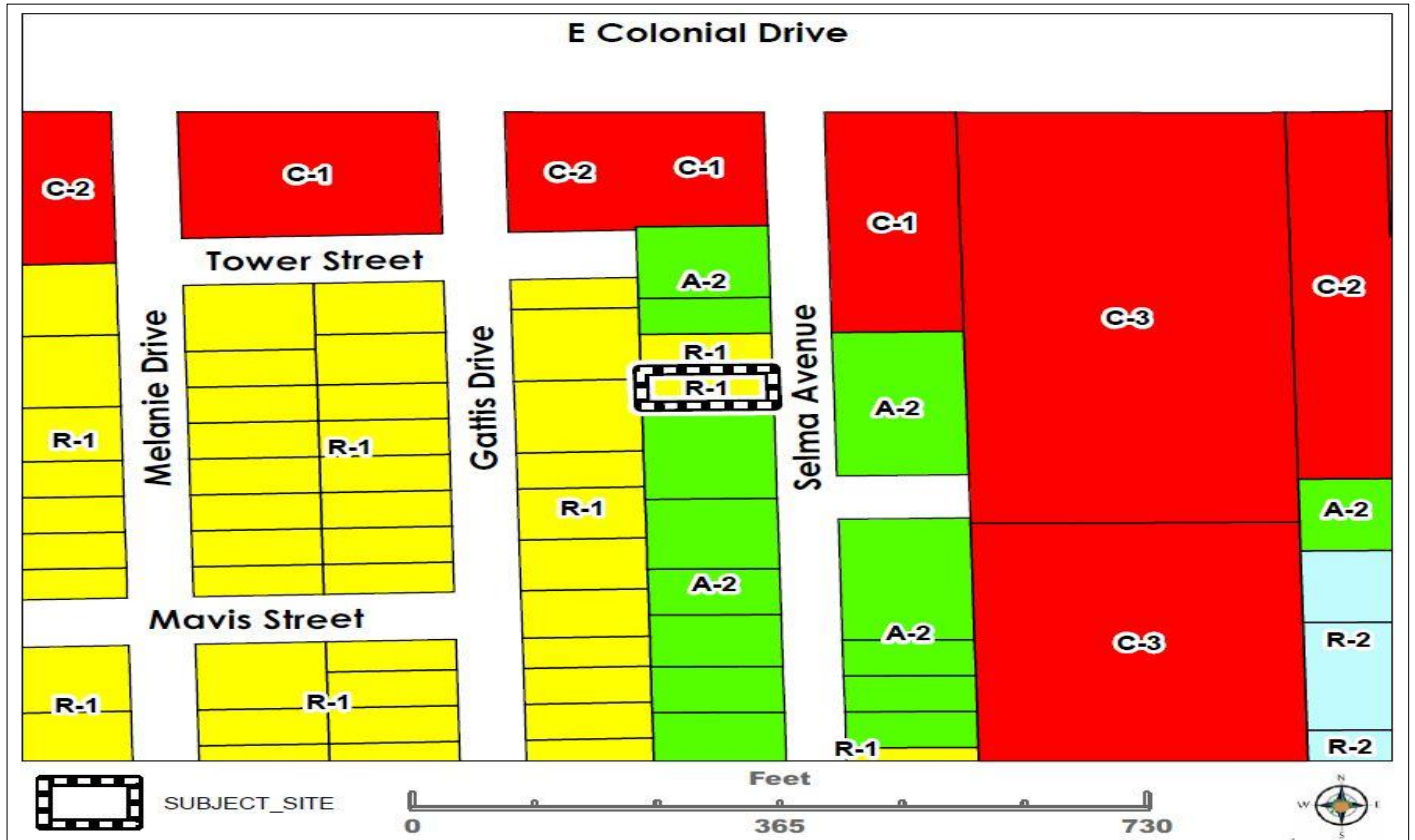 E Colonial Drive
C-2
C-1
C-2
C-1
C-1
C-3
C-2
Tower Street
A-2
Melanie Drive
Gattis Drive
Selma Avenue
R-1
R-1
A-2
R-1
R-1
R-1
A-2
A-2
A-2
C-3
R-2
Mavis Street
R-1
R-1
R-1
R-2
SUBJECT_SITE
Feet
0 365 730
N
W E
S